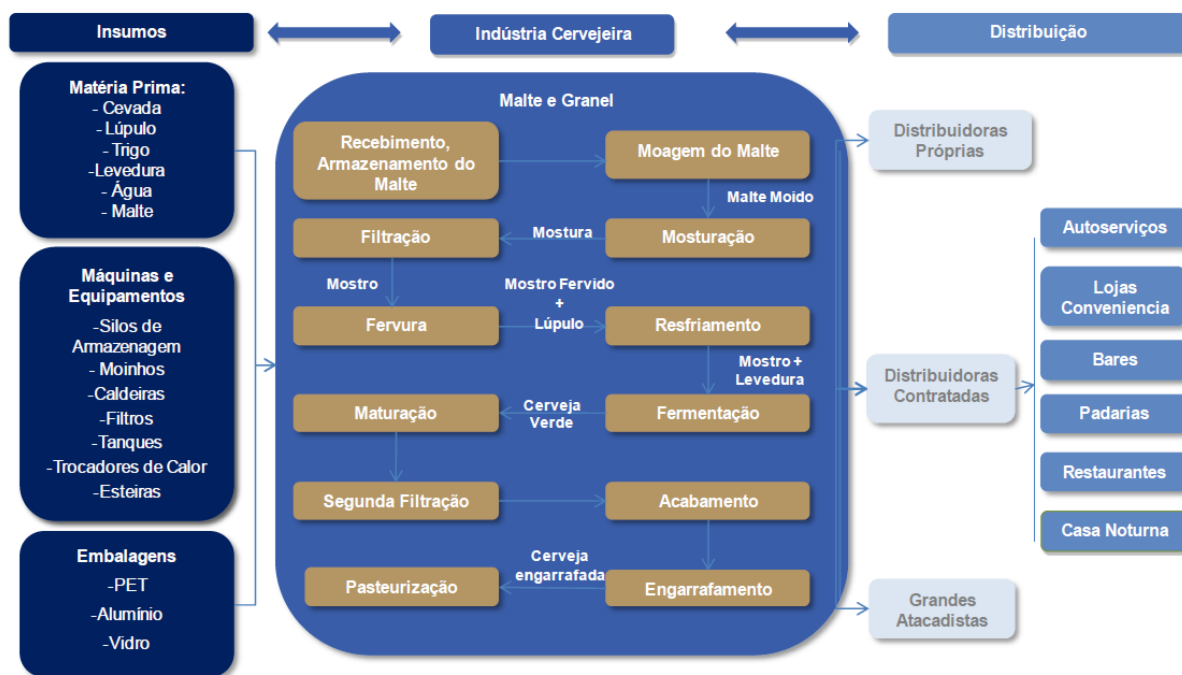 Insumos
Indústria Cervejeira
Distribuição
Matéria Prima:
- Cevada
- Lúpulo
- Trigo
-Levedura
- Água
- Malte
Máquinas e
Equipamentos
-Silos de
Armazenagem
- Moinhos
-Caldeiras
-Filtros
-Tanques
-Trocadores de Calor
-Esteiras
Embalagens
-PET
-Alumínio
-Vidro
Malte e Granel
Recebimento,
Armazenamento do
Malte
Moagem do Malte
Malte Moído
Filtração
Mostura
Mosturação
Mostro
Mostro Fervido
+
Lúpulo
Fervura
Resfriamento
Mostro +
Levedura
Maturação
Cerveja
Verde
Fermentação
Segunda Filtração
Acabamento
Cerveja
engarrafada
Pasteurização
Engarrafamento
Distribuidoras
Próprias
Distribuidoras
Contratadas
Grandes
Atacadistas
Autoserviços
Lojas
Conveniencia
Bares
Padarias
Restaurantes
Casa Noturna